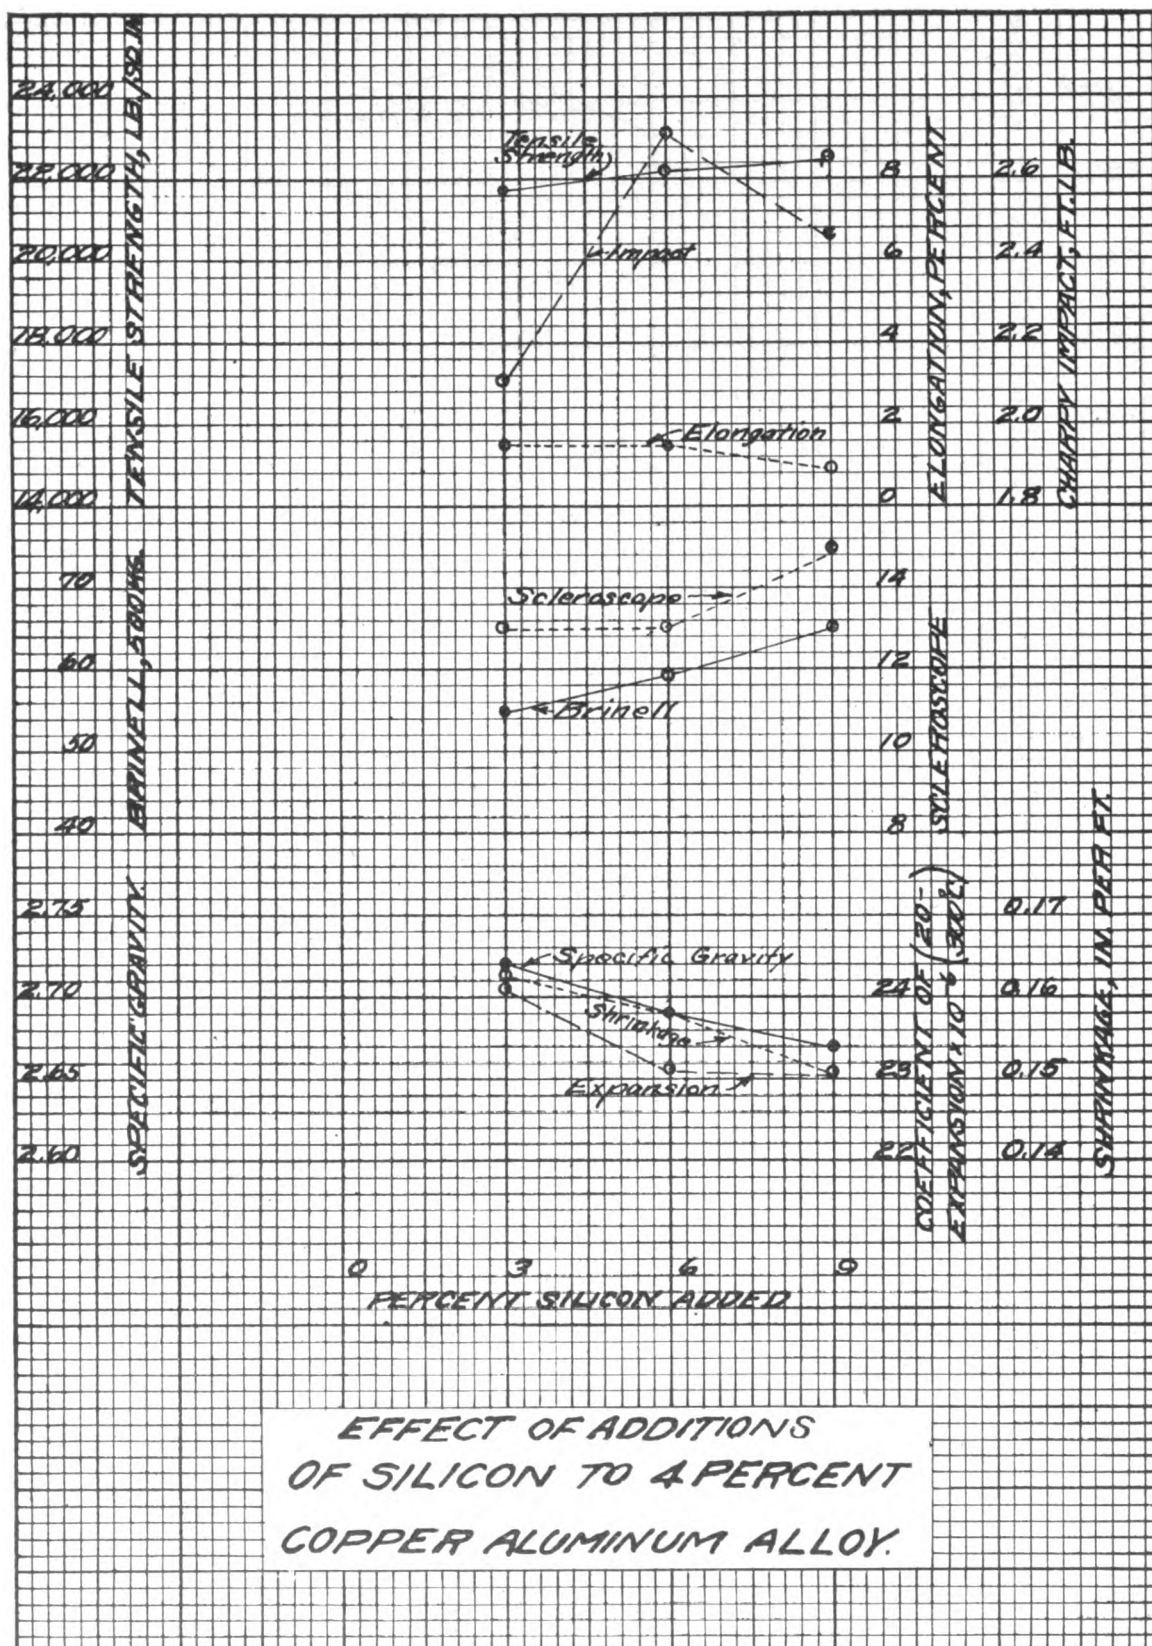 24,000
22,000
20,000
18,000
16,000
14,000
TENSILE STRENGTH, LB./SQ.IN
70
60
50
40
BRINELL, 500 KG.
2.75
2.70
2.65
2.60
SPECIFIC GRAVITY
Tensile
Strength
Impact
Elongation
Scleroscope
Brinell
Specific Gravity
Shrinkage
Expansion
8
6
4
2
0
ELONGATION, PERCENT
2.6
2.4
2.2
2.0
1.8
CHARPY IMPACT, FT.LB.
14
12
10
8
SCLEROSCOPE
24
23
22
COEFFICIENT OF (20-
EXPANSION X 10⁶ (300°C)
0.17
0.16
0.15
0.14
SHRINKAGE, IN. PER FT.
0 3 6 9
PERCENT SILICON ADDED
EFFECT OF ADDITIONS
OF SILICON TO 4 PERCENT
COPPER ALUMINUM ALLOY.